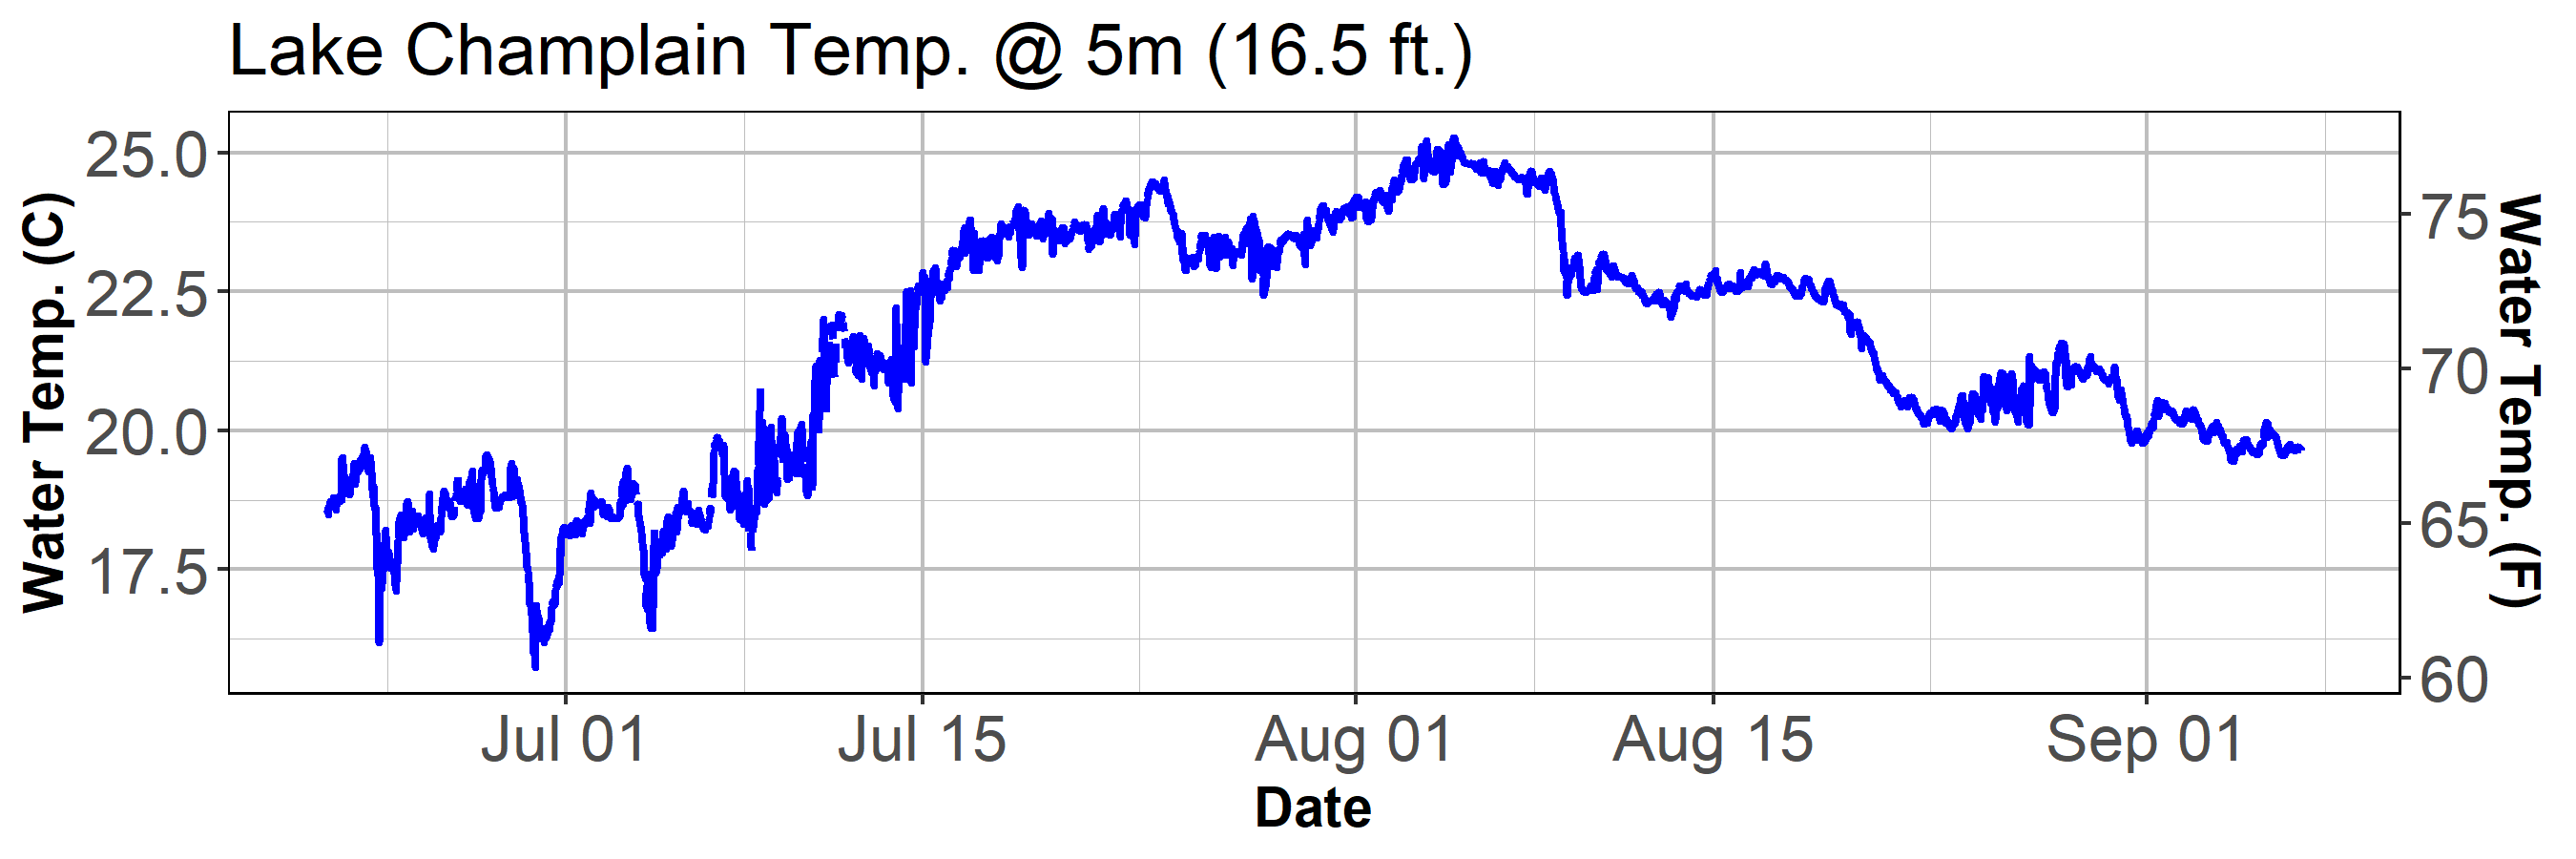 Lake Champlain Temp. @ 5m (16.5 ft.)
Water Temp. (C)
25.0
22.5
20.0
17.5
75
70
65
60
Water Temp. (F)
Jul 01 Jul 15 Aug 01 Aug 15 Sep 01
Date